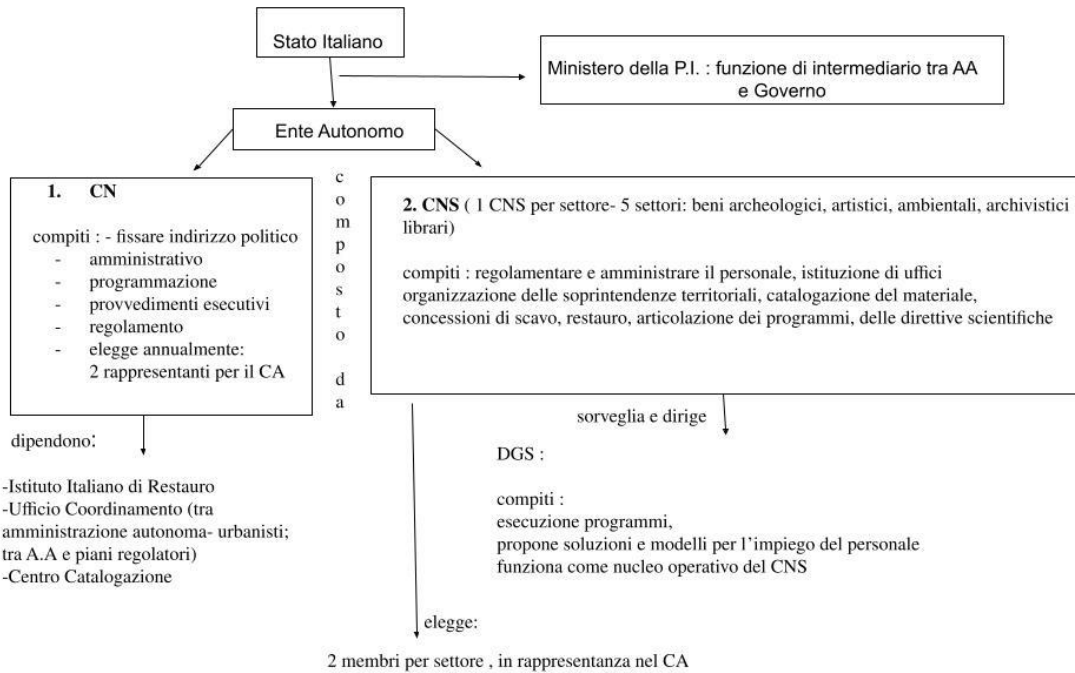 Stato Italiano
Ministero della P.I. : funzione di intermediario tra AA
e Governo
Ente Autonomo
composto da
1. CN
compiti : - fissare indirizzo politico
- amministrativo
- programmazione
- provvedimenti esecutivi
- regolamento
- elegge annualmente:
2 rappresentanti per il CA
2. CNS ( 1 CNS per settore- 5 settori: beni archeologici, artistici, ambientali, archivistici
librari)
compiti : regolamentare e amministrare il personale, istituzione di uffici
organizzazione delle soprintendenze territoriali, catalogazione del materiale,
concessioni di scavo, restauro, articolazione dei programmi, delle direttive scientifiche
dipendono:
-Istituto Italiano di Restauro
-Ufficio Coordinamento (tra
amministrazione autonoma- urbanisti;
tra A.A e piani regolatori)
-Centro Catalogazione
sorveglia e dirige
DGS :
compiti :
esecuzione programmi,
propone soluzioni e modelli per l'impiego del personale
funziona come nucleo operativo del CNS
elegge:
2 membri per settore , in rappresentanza nel CA